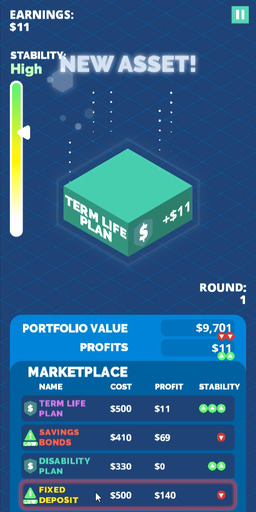 EARNINGS:
$11
STABILITY:
High
NEW ASSET!
TERM LIFE
PLAN
$
+$11
ROUND:
1
PORTFOLIO VALUE $9,701
PROFITS $11
MARKETPLACE
NAME COST PROFIT STABILITY
$ TERM LIFE PLAN $500 $11
SAVINGS BONDS $410 $69
$ DISABILITY PLAN $330 $0
FIXED DEPOSIT $500 $140